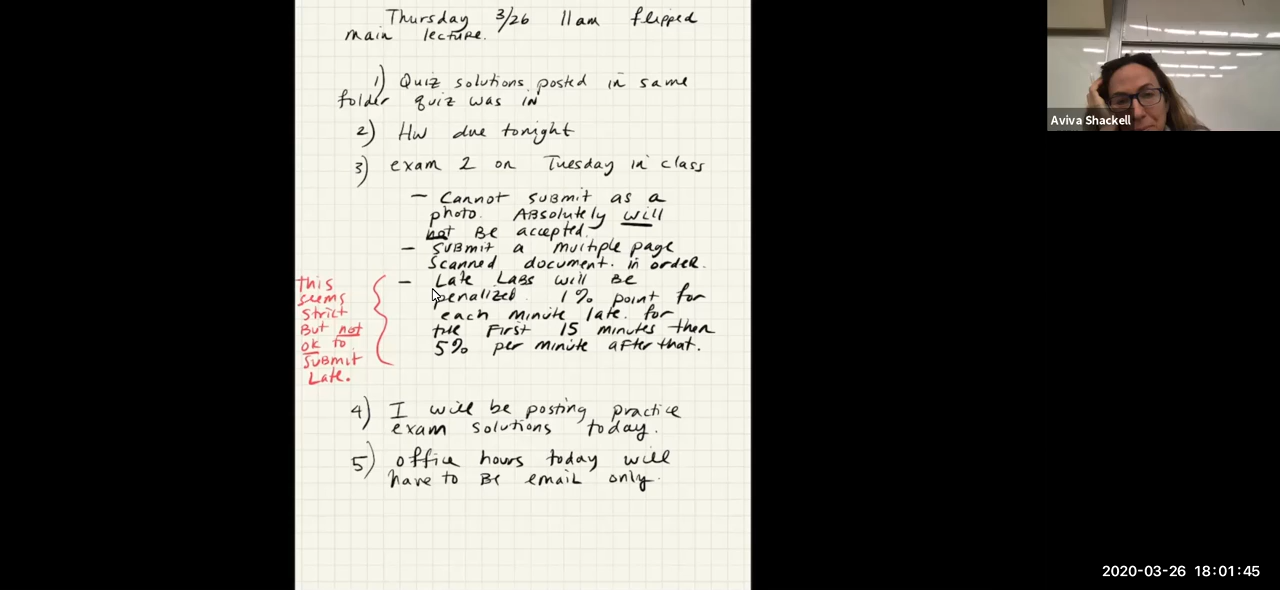 Thursday 3/26 11am flipped
main lecture.
1) Quiz solutions posted in same
folder quiz was in
2) HW due tonight
3) exam 2 on Tuesday in class
- Cannot submit as a
photo. Absolutely will
not Be accepted.
- Submit a multiple page
Scanned document. in order.
- Late Labs will Be
penalized 1% point for
each minute late. for
the First 15 minutes then
5% per minute after that.
this
seems
strict
But not
ok to
Submit
Late.
4) I will be posting practice
exam solutions today.
5) office hours today will
have to Be email only.
Aviva Shackell
2020-03-26 18:01:45